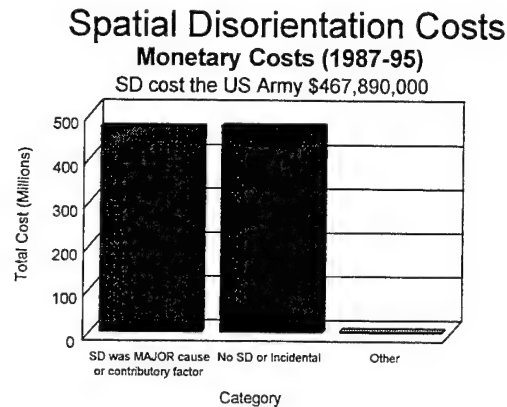 Spatial Disorientation Costs
Monetary Costs (1987-95)
SD cost the US Army $467,890,000
500
400
300
200
100
0
Total Cost (Millions)
SD was MAJOR cause
or contributory factor
No SD or Incidental
Other
Category